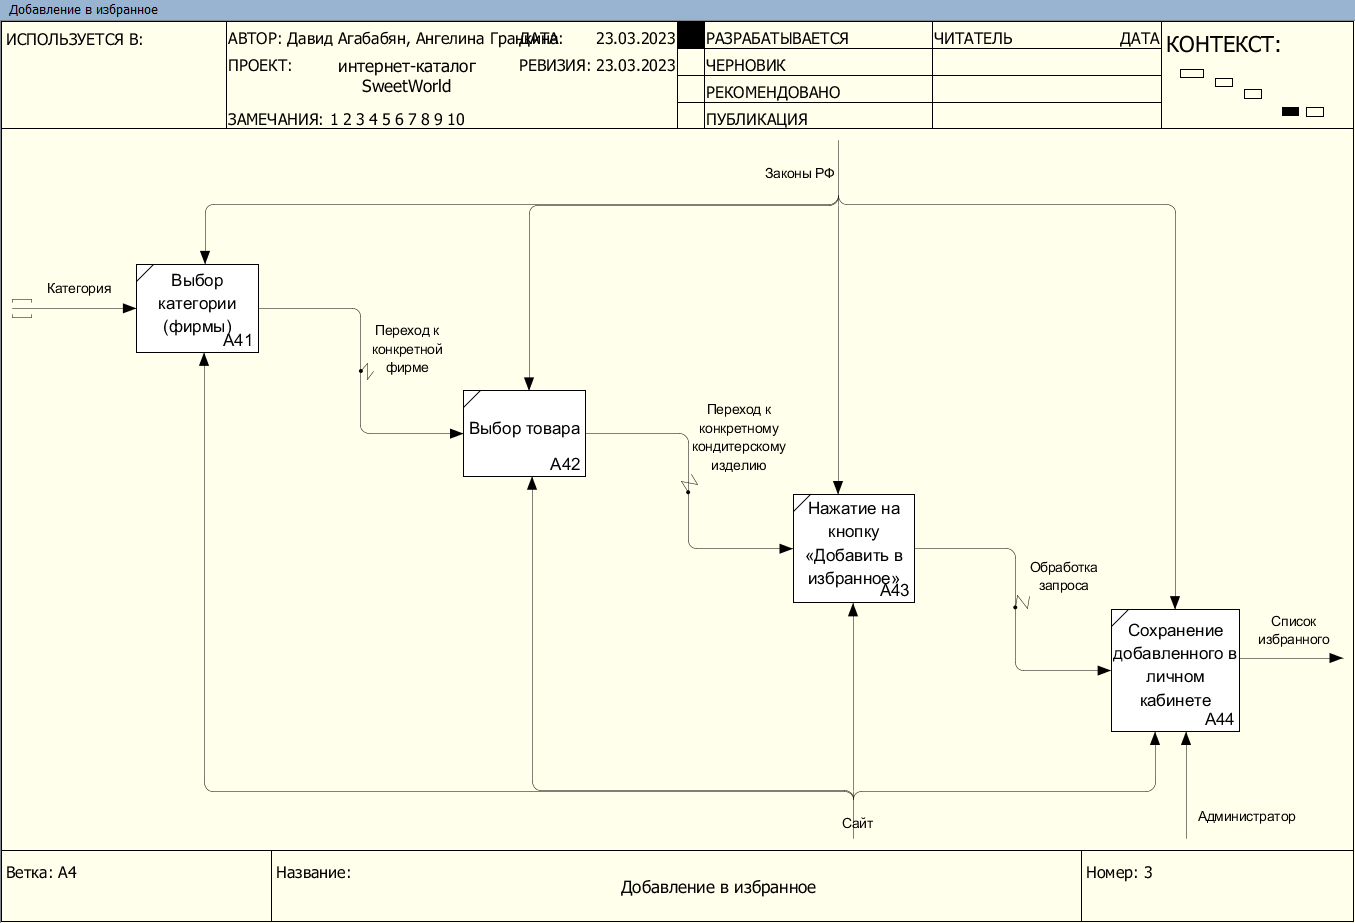 Добавление в избранное
ИСПОЛЬЗУЕТСЯ В:
АВТОР: Давид Агабабян, Ангелина Гранкина
ДАТА: 23.03.2023
ПРОЕКТ: интернет-каталог
SweetWorld
РЕВИЗИЯ: 23.03.2023
ЗАМЕЧАНИЯ: 1 2 3 4 5 6 7 8 9 10
РАЗРАБАТЫВАЕТСЯ
ЧЕРНОВИК
РЕКОМЕНДОВАНО
ПУБЛИКАЦИЯ
ЧИТАТЕЛЬ ДАТА
КОНТЕКСТ:
Законы РФ
Категория
Выбор
категории
(фирмы)
A41
Переход к
конкретной
фирме
Выбор товара
A42
Переход к
конкретному
кондитерскому
изделию
Нажатие на
кнопку
«Добавить в
избранное»
A43
Обработка
запроса
Сохранение
добавленного в
личном
кабинете
A44
Список
избранного
Сайт
Администратор
Ветка: A4
Название:
Добавление в избранное
Номер: 3